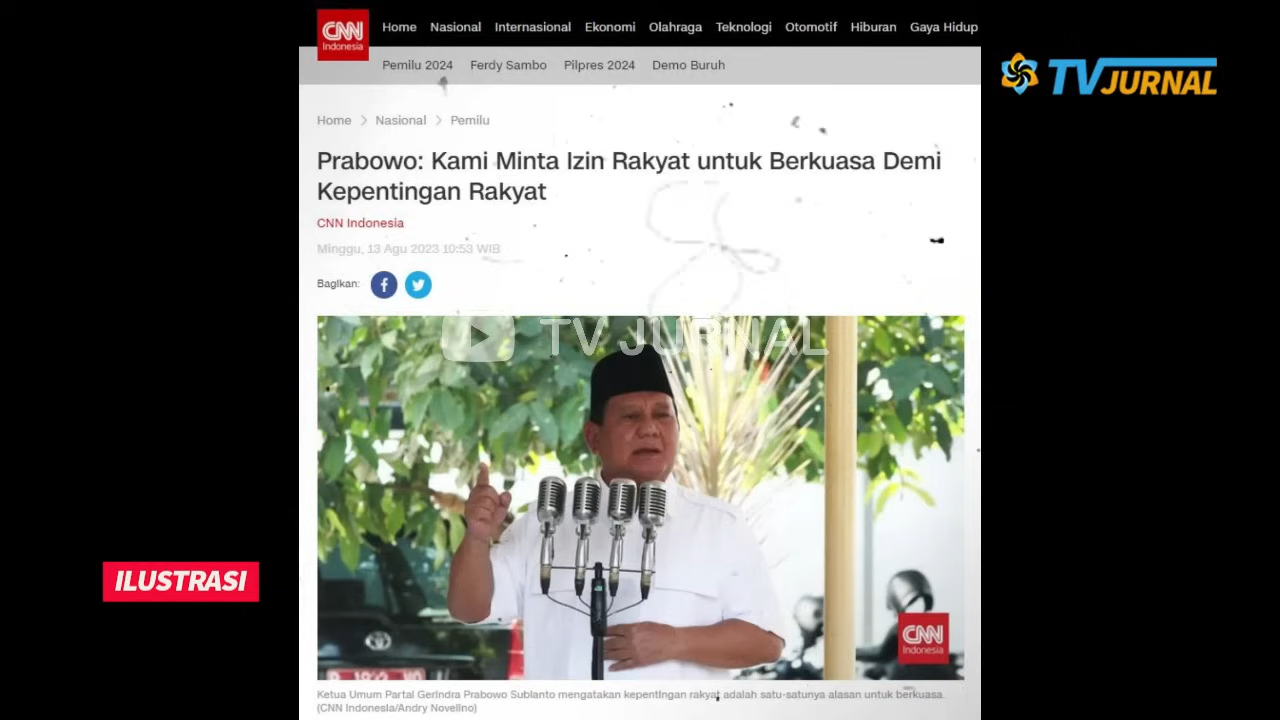 CNN
Indonesia
Home Nasional Internasional Ekonomi Olahraga Teknologi Otomotif Hiburan Gaya Hidup
Pemilu 2024 Ferdy Sambo Pilpres 2024 Demo Buruh
TV JURNAL
Home > Nasional > Pemilu
Prabowo: Kami Minta Izin Rakyat untuk Berkuasa Demi
Kepentingan Rakyat
CNN Indonesia
Minggu, 13 Agu 2023 10:53 WIB
Bagikan:
TV JURNAL
ILUSTRASI
CNN
Indonesia
Ketua Umum Partai Gerindra Prabowo Subianto mengatakan kepentingan rakyat adalah satu-satunya alasan untuk berkuasa.
(CNN Indonesia/Andry Novelino)